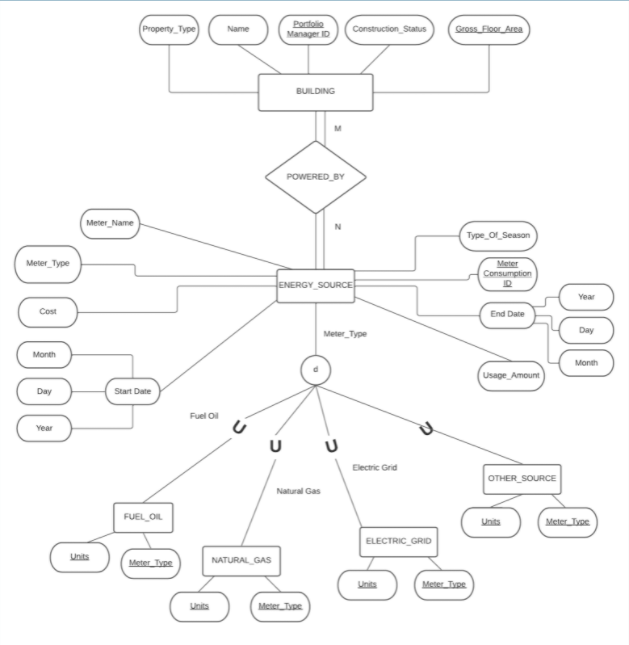 Property_Type
Name
Portfolio
Manager ID
Construction_Status
Gross_Floor_Area
BUILDING
M
POWERED_BY
N
Meter_Name
Type_Of_Season
Meter_Type
Meter
Consumption
ID
ENERGY_SOURCE
Cost
End Date
Year
Day
Month
Meter_Type
Month
Day
Year
Start Date
d
Usage_Amount
Fuel Oil
U
U
U
U
Electric Grid
Natural Gas
OTHER_SOURCE
Units
Meter_Type
FUEL_OIL
Units
Meter_Type
ELECTRIC_GRID
Units
Meter_Type
NATURAL_GAS
Units
Meter_Type